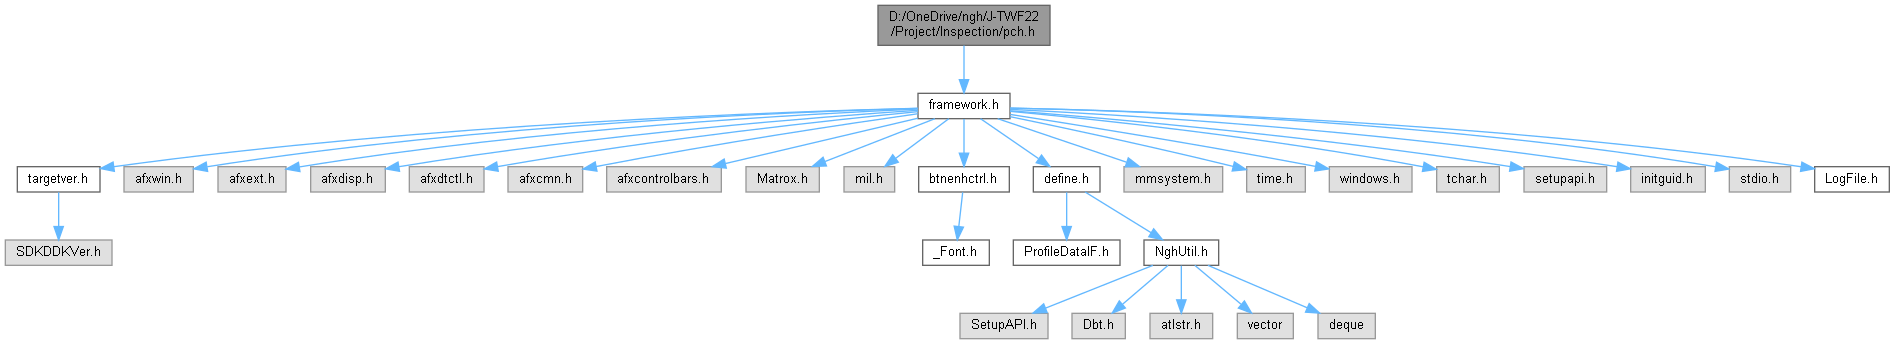 D:/OneDrive/ngh/J-TWF22
/Project/Inspection/pch.h
framework.h
targetver.h
afxwin.h
afxext.h
afxdisp.h
afxdtctl.h
afxcmn.h
afxcontrolbars.h
Matrox.h
mil.h
btnenhctrl.h
define.h
mmsystem.h
time.h
windows.h
tchar.h
setupapi.h
initguid.h
stdio.h
LogFile.h
SDKDDKVer.h
_Font.h
ProfileDataIF.h
NghUtil.h
SetupAPI.h
Dbt.h
atlstr.h
vector
deque